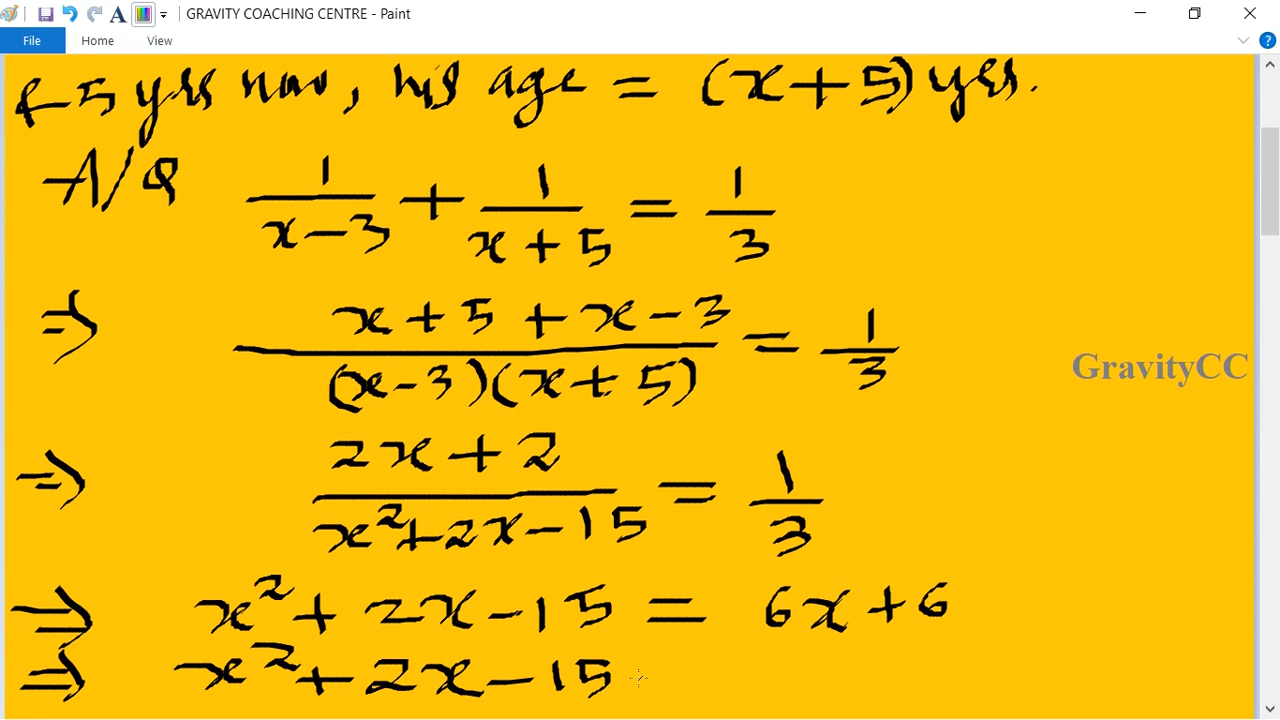 GRAVITY COACHING CENTRE - Paint
File Home View
& 5 yrs now, his age = (x+5) yrs.
A/Q 1/(x-3) + 1/(x+5) = 1/3
⇒ (x+5+x-3)/((x-3)(x+5)) = 1/3
GravityCC
⇒ (2x+2)/(x²+2x-15) = 1/3
⇒ x²+2x-15 = 6x+6
⇒ x²+2x-15